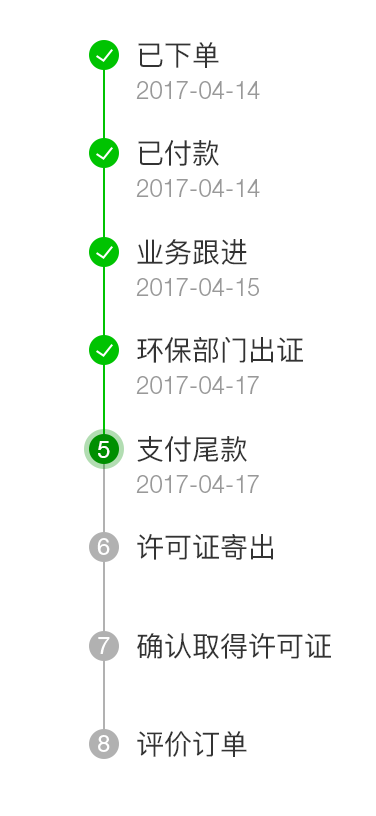 已下单
2017-04-14
已付款
2017-04-14
业务跟进
2017-04-15
环保部门出证
2017-04-17
5 支付尾款
2017-04-17
6 许可证寄出
7 确认取得许可证
8 评价订单